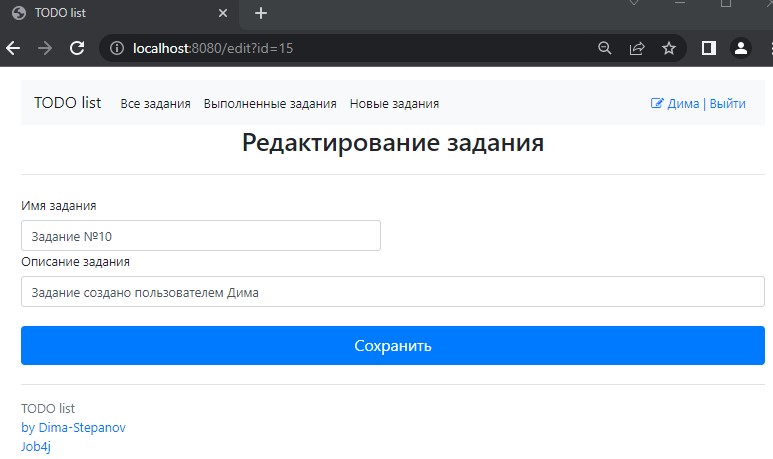 TODO list
localhost:8080/edit?id=15
TODO list Все задания Выполненные задания Новые задания Дима | Выйти
Редактирование задания
Имя задания
Задание №10
Описание задания
Задание создано пользователем Дима
Сохранить
TODO list
by Dima-Stepanov
Job4j